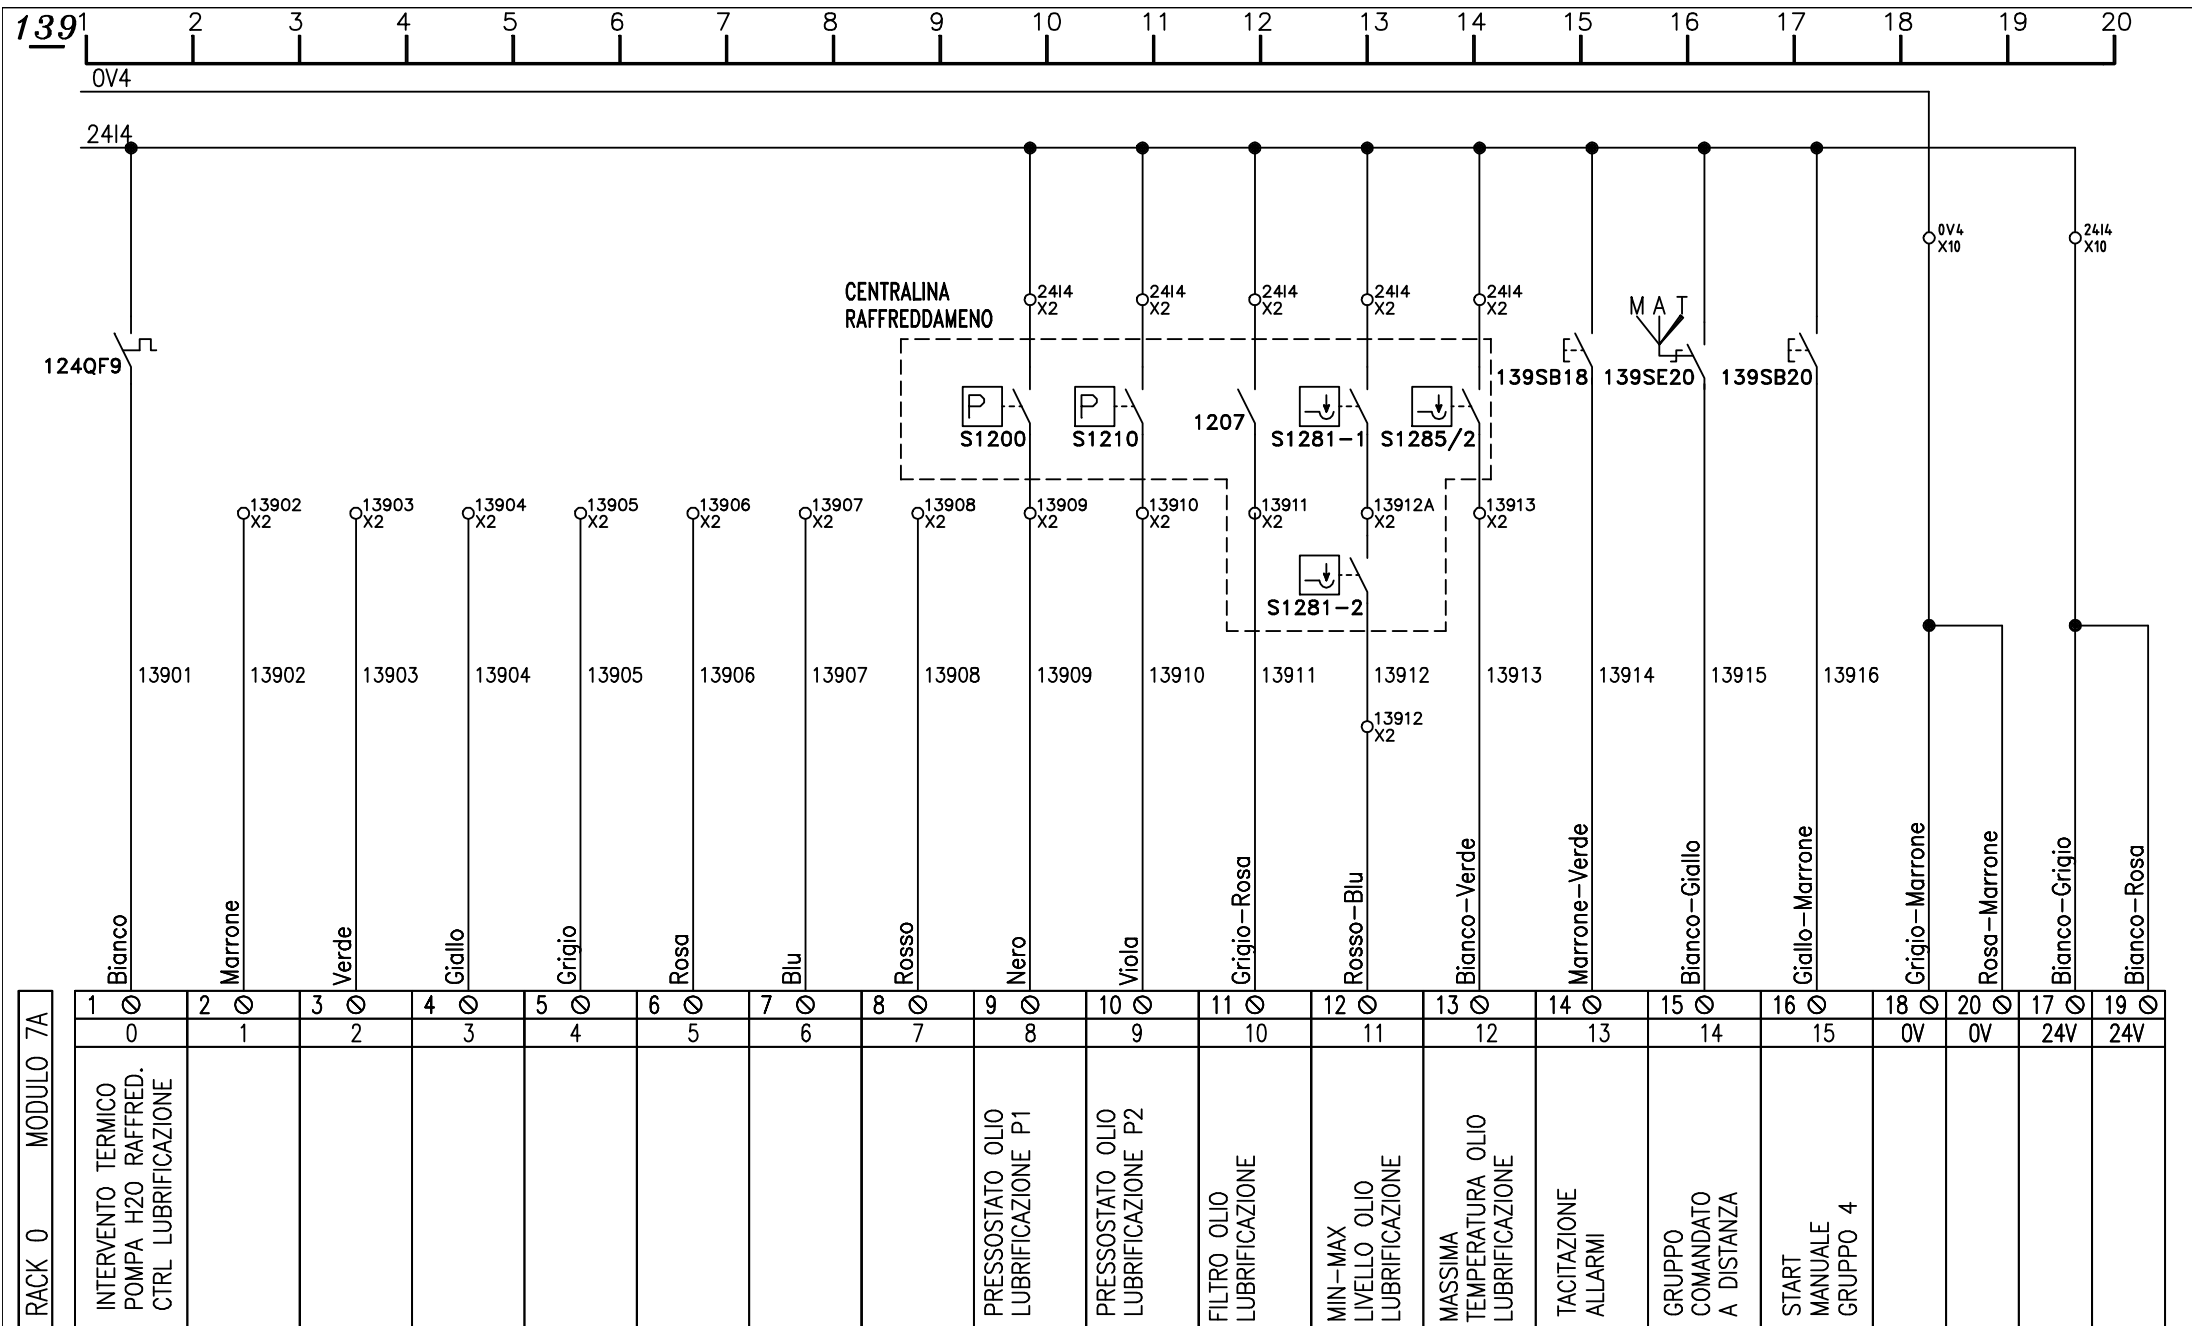 139
1 2 3 4 5 6 7 8 9 10 11 12 13 14 15 16 17 18 19 20
0V4
24I4
0V4
X10
24I4
X10
CENTRALINA
RAFFREDDAMENO
24I4
X2
24I4
X2
24I4
X2
24I4
X2
24I4
X2
M A T
124QF9
139SB18
139SE20
139SB20
P
S1200
P
S1210
1207
S1281-1
S1285/2
13902
X2
13903
X2
13904
X2
13905
X2
13906
X2
13907
X2
13908
X2
13909
X2
13910
X2
13911
X2
13912A
X2
13913
X2
S1281-2
13901 13902 13903 13904 13905 13906 13907 13908 13909 13910 13911 13912 13913 13914 13915 13916
13912
X2
Bianco
Marrone
Verde
Giallo
Grigio
Rosa
Blu
Rosso
Nero
Viola
Grigio-Rosa
Rosso-Blu
Bianco-Verde
Marrone-Verde
Bianco-Giallo
Giallo-Marrone
Grigio-Marrone
Rosa-Marrone
Bianco-Grigio
Bianco-Rosa
1 2 3 4 5 6 7 8 9 10 11 12 13 14 15 16 18 20 17 19
0 1 2 3 4 5 6 7 8 9 10 11 12 13 14 15 0V 0V 24V 24V
RACK 0 MODULO 7A
INTERVENTO TERMICO
POMPA H2O RAFFRED.
CTRL LUBRIFICAZIONE
PRESSOSTATO OLIO
LUBRIFICAZIONE P1
PRESSOSTATO OLIO
LUBRIFICAZIONE P2
FILTRO OLIO
LUBRIFICAZIONE
MIN-MAX
LIVELLO OLIO
LUBRIFICAZIONE
MASSIMA
TEMPERATURA OLIO
LUBRIFICAZIONE
TACITAZIONE
ALLARMI
GRUPPO
COMANDATO
A DISTANZA
START
MANUALE
GRUPPO 4